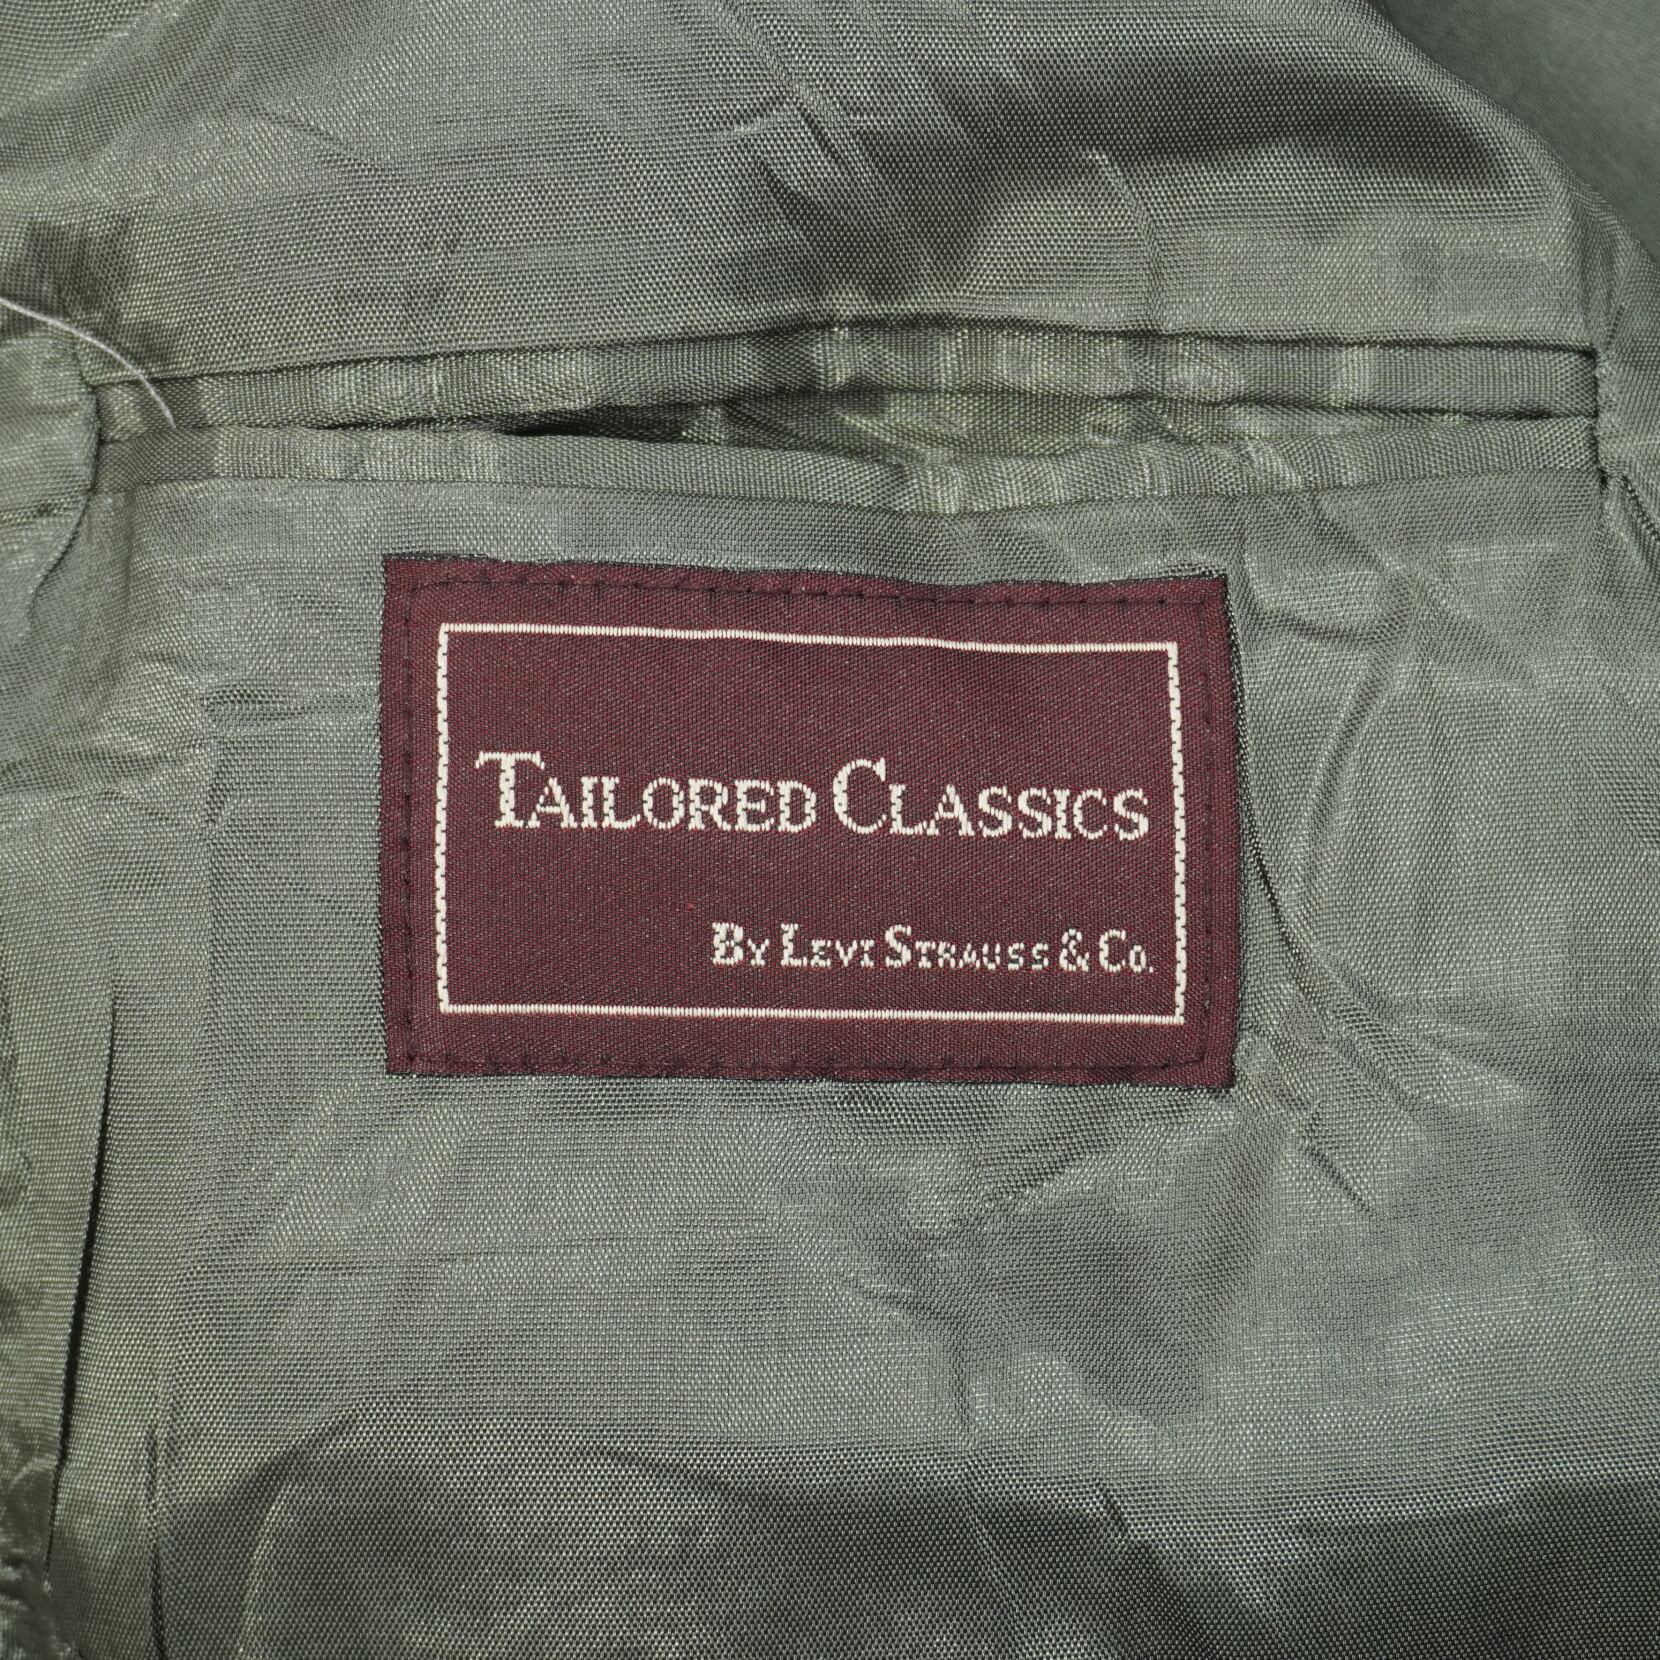 TAILORED CLASSICS
BY LEVI STRAUSS & CO.